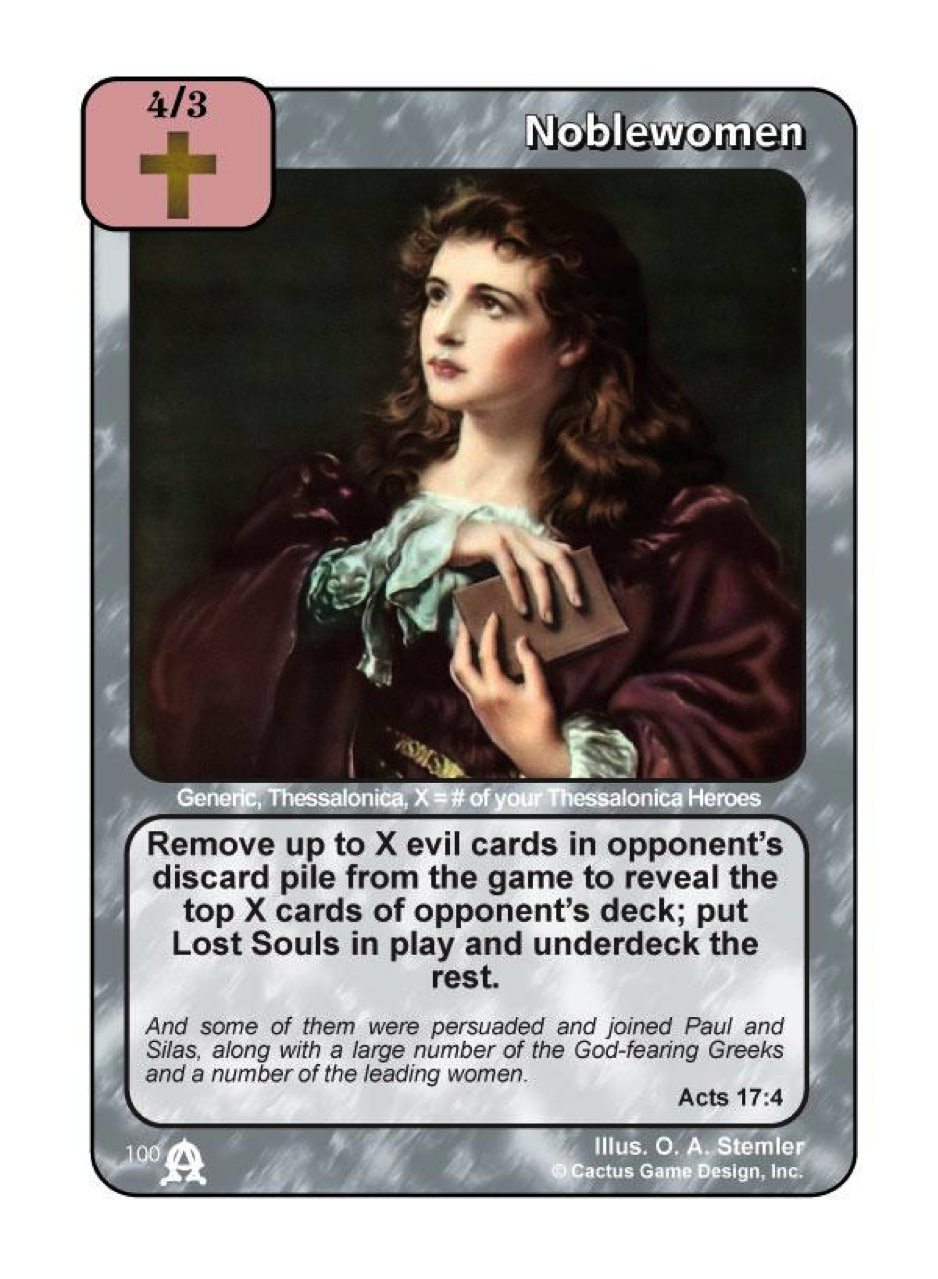 4/3
Noblewomen
Generic, Thessalonica, X = # of your Thessalonica Heroes
Remove up to X evil cards in opponent’s
discard pile from the game to reveal the
top X cards of opponent’s deck; put
Lost Souls in play and underdeck the
rest.
And some of them were persuaded and joined Paul and
Silas, along with a large number of the God-fearing Greeks
and a number of the leading women.
Acts 17:4
100
Illus. O. A. Stemler
© Cactus Game Design, Inc.